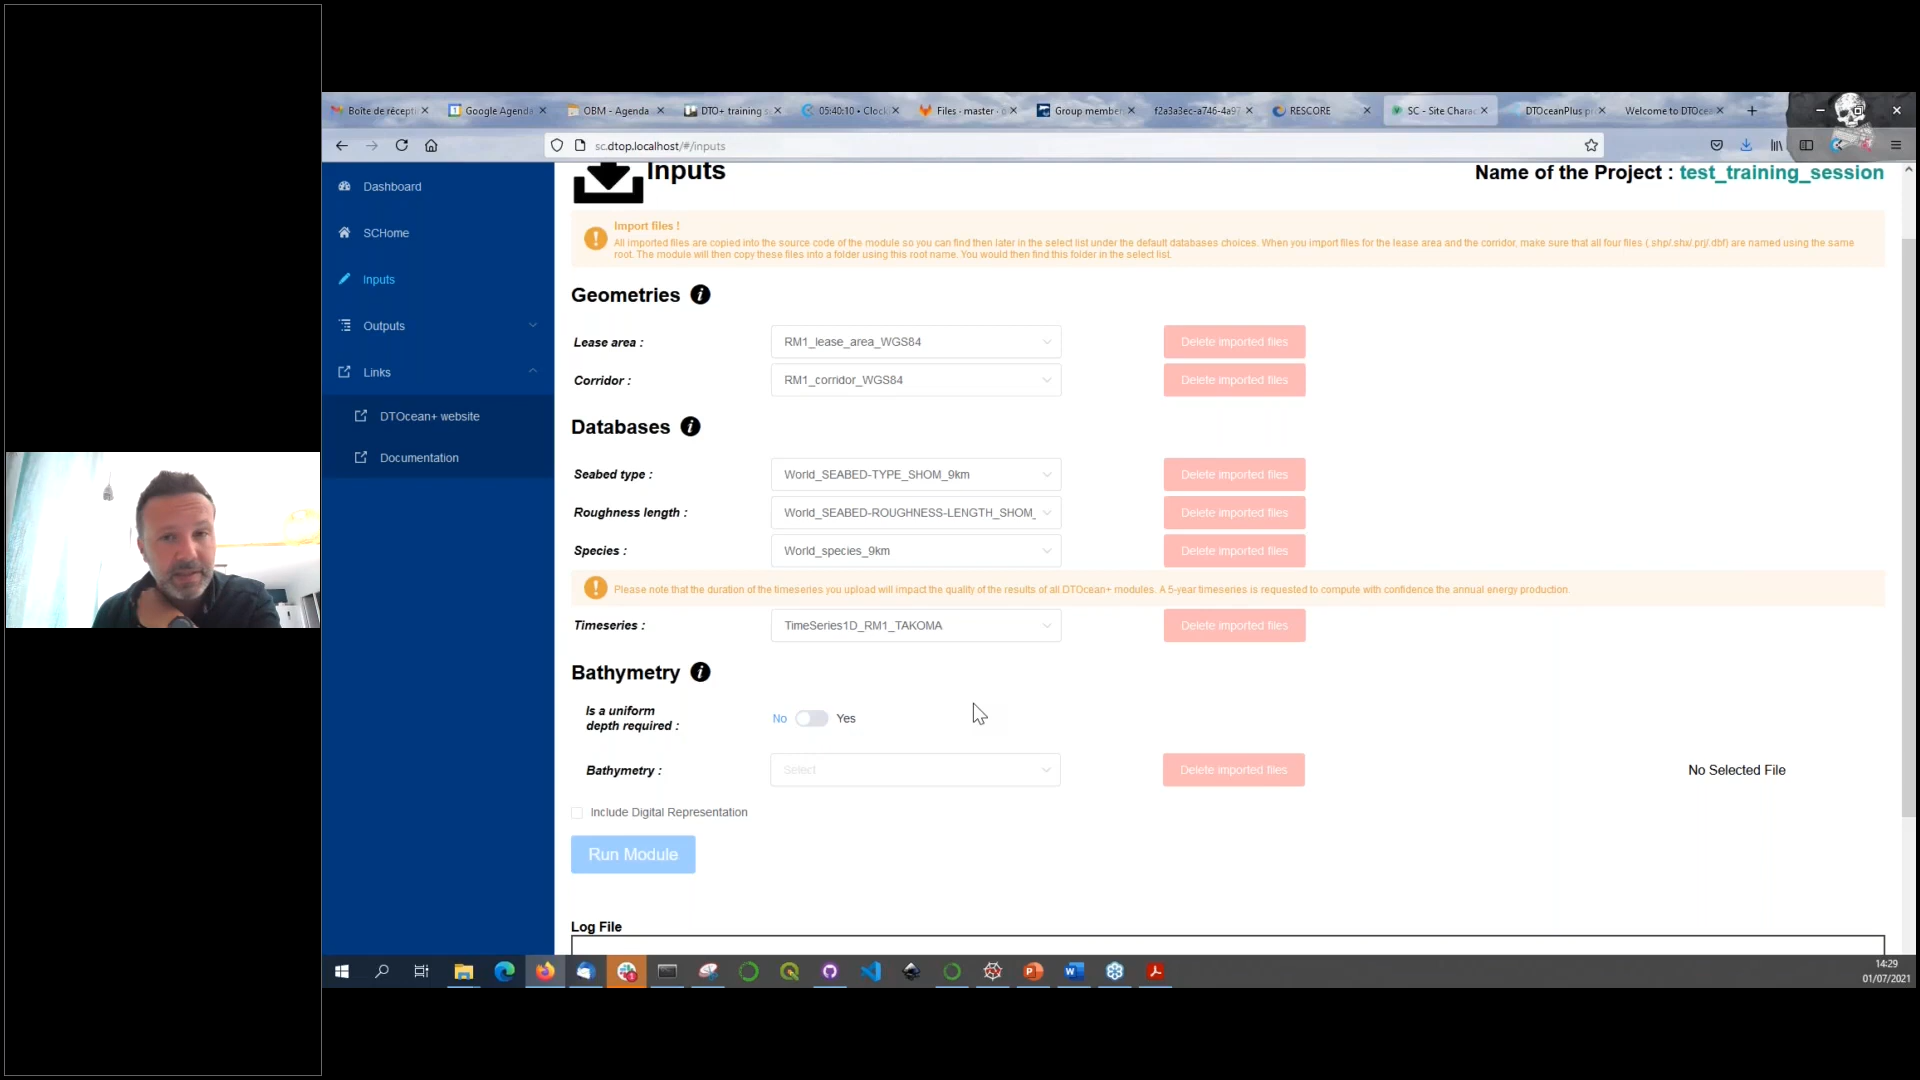 Boîte de récepti
Google Agenda
OBM - Agenda
DTO+ training s
05:40:10 • Clock
Files · master · d
Group member
f2a3a3ec-a746-4a97
RESCORE
SC - Site Charac
DTOceanPlus pr
Welcome to DTOce
sc.dtop.localhost/#/inputs
Inputs
Name of the Project : test_training_session
Dashboard
SCHome
Inputs
Outputs
Links
DTOcean+ website
Documentation
Import files !
All imported files are copied into the source code of the module so you can find then later in the select list under the default databases choices. When you import files for the lease area and the corridor, make sure that all four files (.shp/.shx/.prj/.dbf) are named using the same
root. The module will then copy these files into a folder using this root name. You would then find this folder in the select list.
Geometries
Lease area :
RM1_lease_area_WGS84
Delete imported files
Corridor :
RM1_corridor_WGS84
Delete imported files
Databases
Seabed type :
World_SEABED-TYPE_SHOM_9km
Delete imported files
Roughness length :
World_SEABED-ROUGHNESS-LENGTH_SHOM_
Delete imported files
Species :
World_species_9km
Delete imported files
Please note that the duration of the timeseries you upload will impact the quality of the results of all DTOcean+ modules. A 5-year timeseries is requested to compute with confidence the annual energy production.
Timeseries :
TimeSeries1D_RM1_TAKOMA
Delete imported files
Bathymetry
Is a uniform
depth required :
No
Yes
Bathymetry :
Select
Delete imported files
No Selected File
Include Digital Representation
Run Module
Log File
14:29
01/07/2021